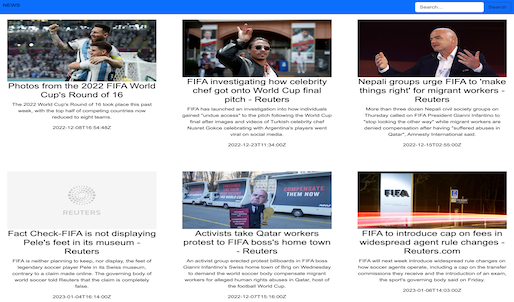 NEWS
Search...
Search
Photos from the 2022 FIFA World
Cup's Round of 16
The 2022 World Cup's Round of 16 took place this
past week, with the top half of competing countries now
reduced to eight teams.
2022-12-08T16:54:48Z
FIFA investigating how celebrity
chef got onto World Cup final
pitch - Reuters
FIFA has launched an investigation into how individuals
gained "undue access" to the pitch following the World Cup
final after images and videos of Turkish celebrity chef
Nusret Gokce celebrating with Argentina's players went
viral on social media.
2022-12-23T11:34:00Z
Nepali groups urge FIFA to 'make
things right' for migrant workers -
Reuters
More than three dozen Nepali civil society groups on
Thursday called on FIFA President Gianni Infantino to
"stop looking the other way" while migrant workers are
denied compensation after having "suffered abuses in
Qatar", Amnesty International said.
2022-12-15T02:55:00Z
REUTERS
Fact Check-FIFA is not displaying
Pele's feet in its museum -
Reuters
FIFA is neither planning to keep, nor display, the feet of
legendary soccer player Pele in its Swiss museum,
contrary to a claim made online. The governing body of
world soccer told Reuters that the claim is completely
false.
2023-01-04T16:14:00Z
COMPENSATE
THEM NOW
Activists take Qatar workers
protest to FIFA boss's home town
- Reuters
An activist group erected billboards in FIFA boss
Gianni Infantino's Swiss home town of Brig on Wednesday
to demand the world soccer body compensate migrant
workers for alleged human rights abuses in Qatar, host of
the football World Cup.
2022-12-07T15:16:00Z
FIFA
FIFA to introduce cap on fees in
widespread agent rule changes -
Reuters.com
FIFA will next week introduce widespread rule changes on
how soccer agents operate, including a cap on the transfer
commissions they receive and the introduction of an exam,
the sport's governing body said on Friday.
2023-01-06T14:03:00Z